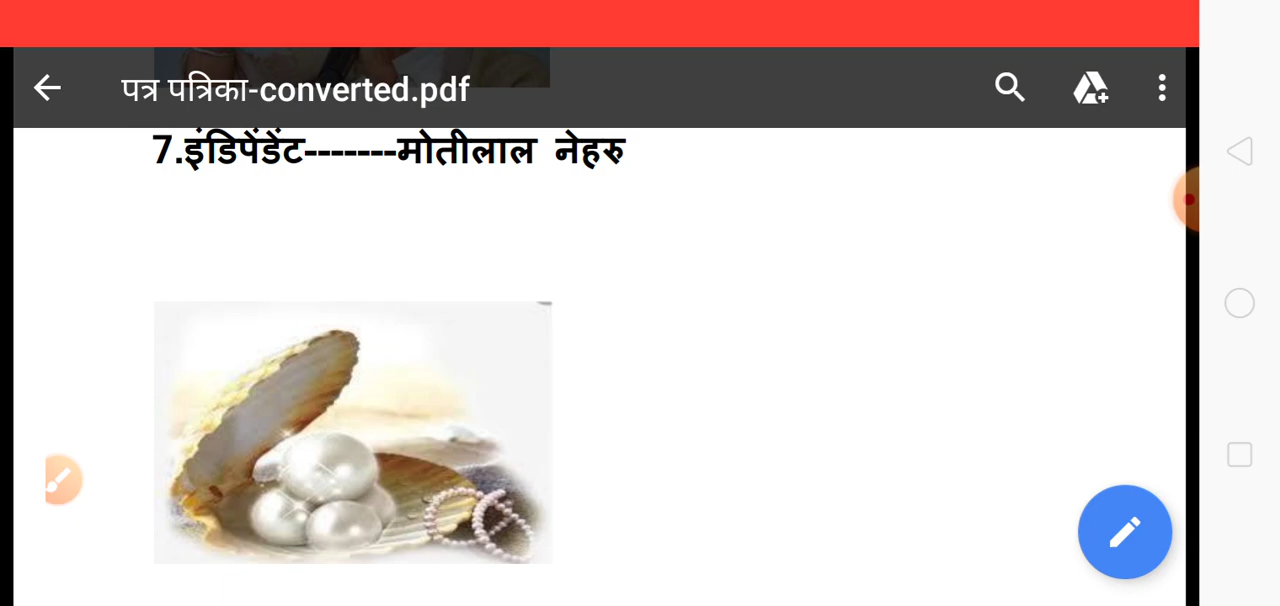 पत्र पत्रिका-converted.pdf
7.इंडिपेंडेंट-------मोतीलाल नेहरु